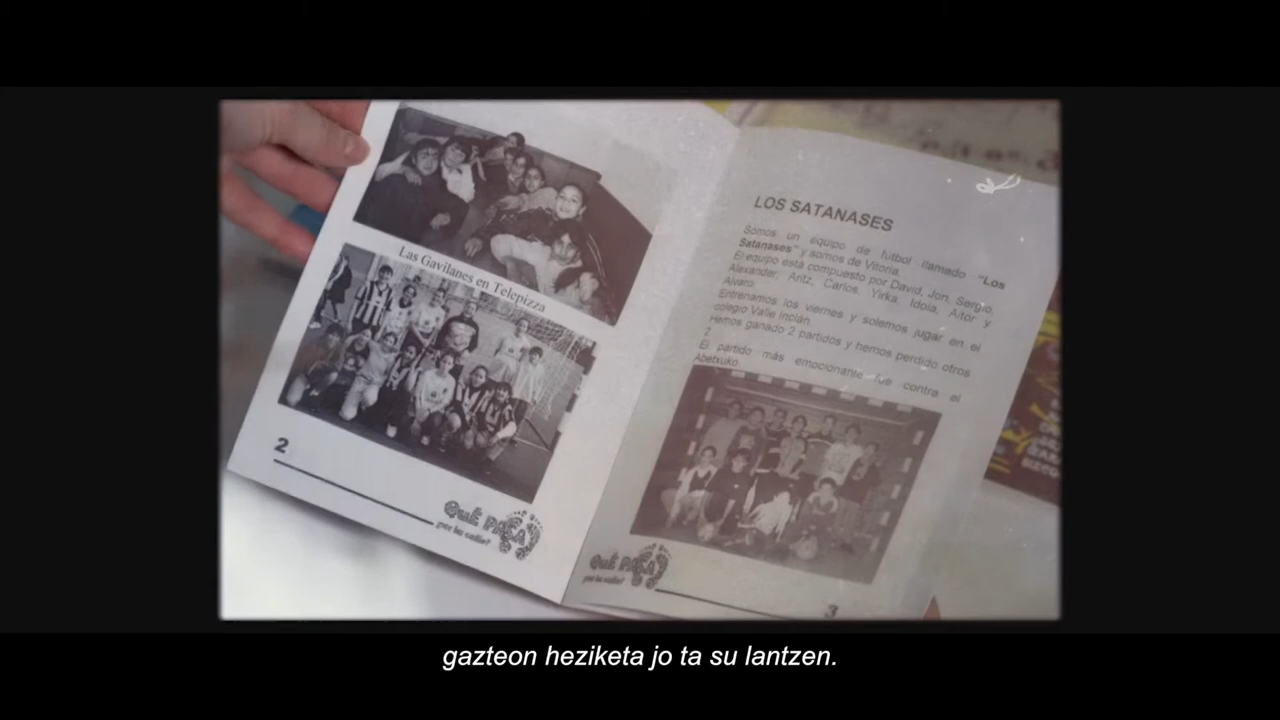 Las Gavilanes en Telepizza
2
QUÉ PASA
por la calle?
LOS SATANASES
Somos un equipo de fútbol llamado "Los
Satanases" y somos de Vitoria.
El equipo está compuesto por David, Jon, Sergio,
Alexander, Aritz, Carlos, Yirka, Idoia, Aitor y
Alvaro.
Entrenamos los viernes y solemos jugar en el
colegio Valle Inclán.
Hemos ganado 2 partidos y hemos perdido otros
2.
El partido más emocionante fue contra el
Abetxuko.
QUÉ PASA
por la calle?
3
gazteon heziketa jo ta su lantzen.